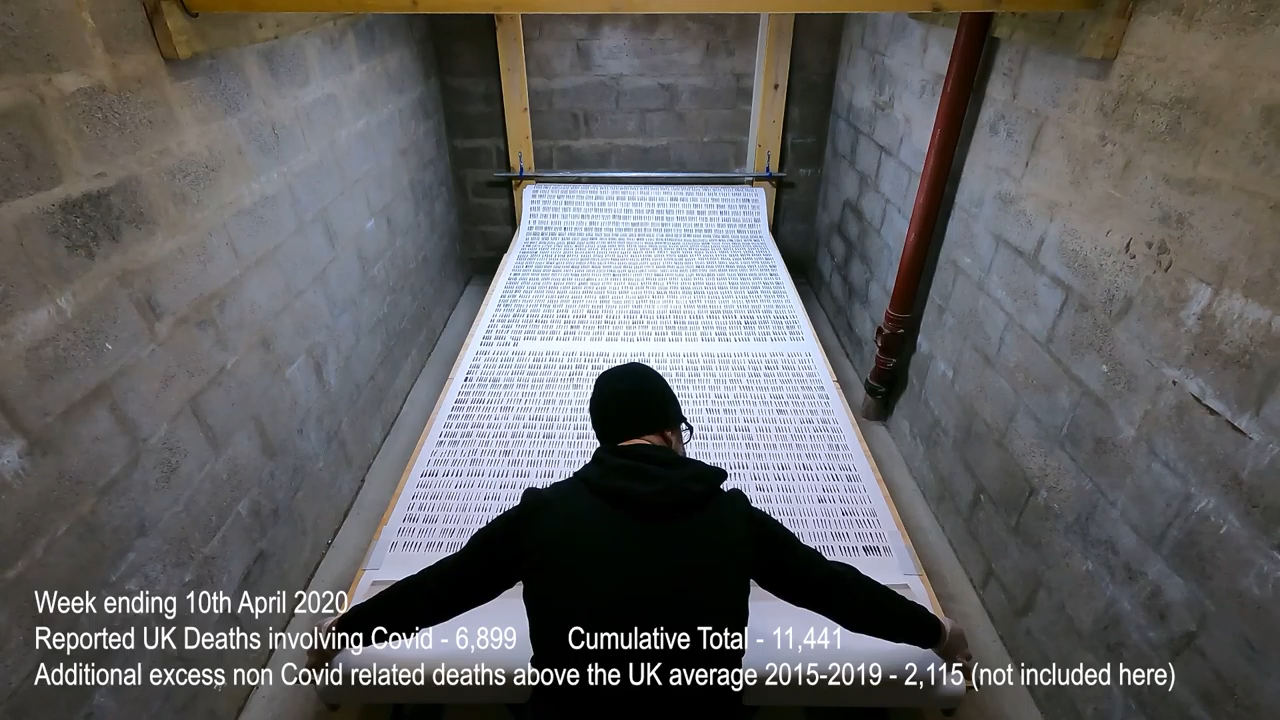 Week ending 10th April 2020
Reported UK Deaths involving Covid - 6,899 Cumulative Total - 11,441
Additional excess non Covid related deaths above the UK average 2015-2019 - 2,115 (not included here)